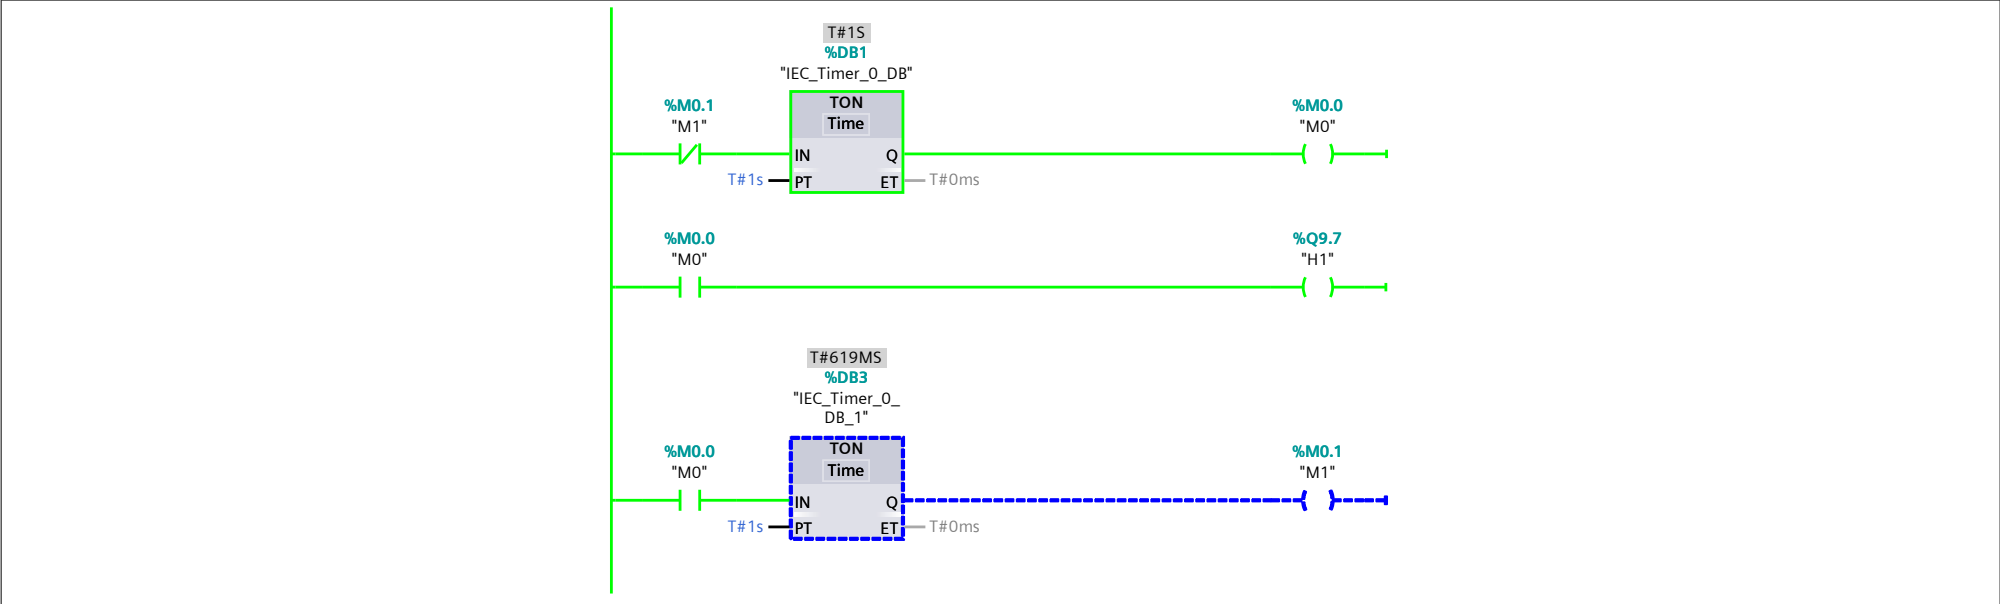 T#1S
%DB1
"IEC_Timer_0_DB"
%M0.1
"M1"
TON
Time
%M0.0
"M0"
IN
Q
T#1s
PT
ET
T#0ms
%M0.0
"M0"
%Q9.7
"H1"
T#619MS
%DB3
"IEC_Timer_0_
DB_1"
%M0.0
"M0"
TON
Time
%M0.1
"M1"
IN
Q
T#1s
PT
ET
T#0ms